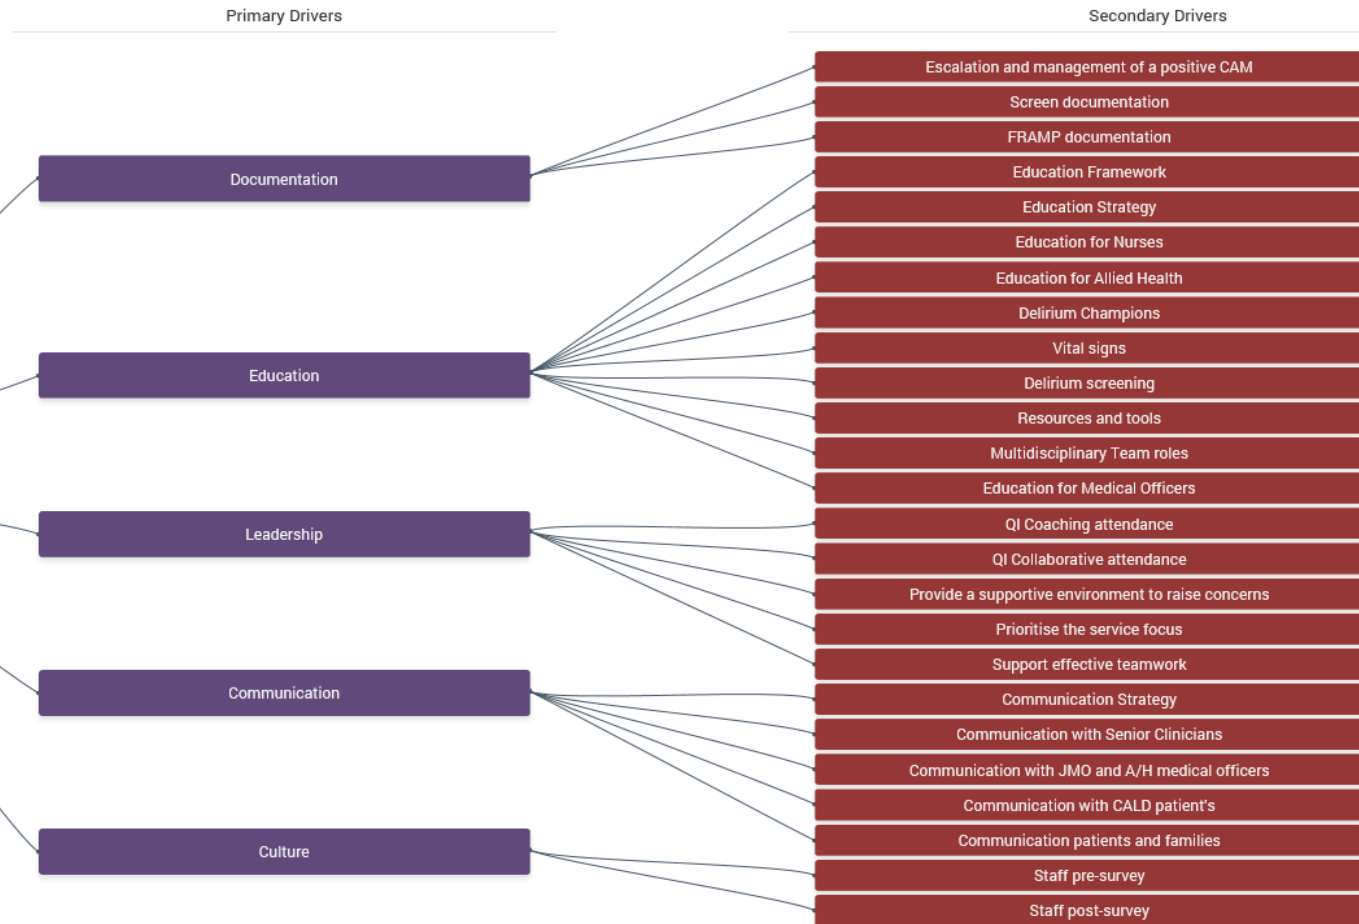 Primary Drivers
Secondary Drivers
Documentation
Education
Leadership
Communication
Culture
Escalation and management of a positive CAM
Screen documentation
FRAMP documentation
Education Framework
Education Strategy
Education for Nurses
Education for Allied Health
Delirium Champions
Vital signs
Delirium screening
Resources and tools
Multidisciplinary Team roles
Education for Medical Officers
QI Coaching attendance
QI Collaborative attendance
Provide a supportive environment to raise concerns
Prioritise the service focus
Support effective teamwork
Communication Strategy
Communication with Senior Clinicians
Communication with JMO and A/H medical officers
Communication with CALD patient's
Communication patients and families
Staff pre-survey
Staff post-survey